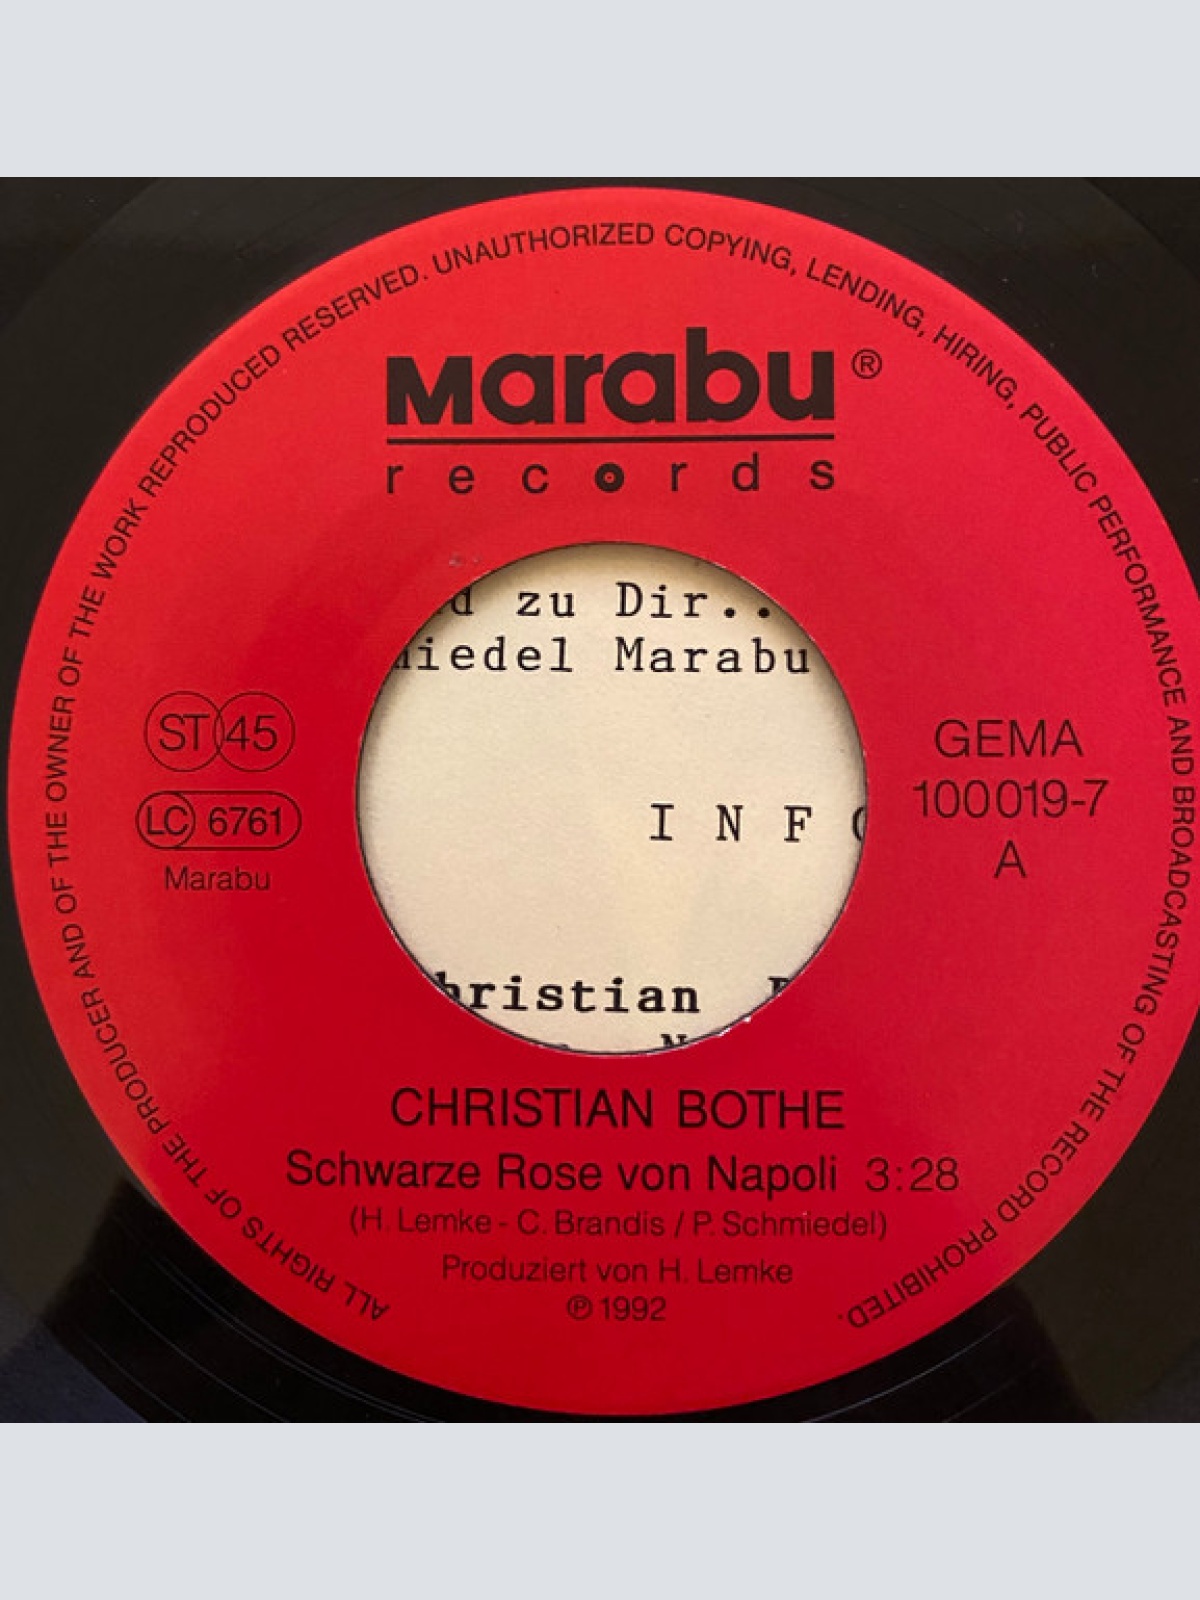 ALL RIGHTS OF THE PRODUCER AND OF THE OWNER OF THE WORK REPRODUCED RESERVED. UNAUTHORIZED COPYING, LENDING, HIRING, PUBLIC PERFORMANCE AND BROADCASTING OF THE RECORD PROHIBITED.
Marabu®
records
zu Dir..
Marabu
ST 45
LC 6761
Marabu
GEMA
100019-7
A
INF
CHRISTIAN BOTHE
Schwarze Rose von Napoli 3:28
(H. Lemke - C. Brandis / P. Schmiedel)
Produziert von H. Lemke
℗ 1992